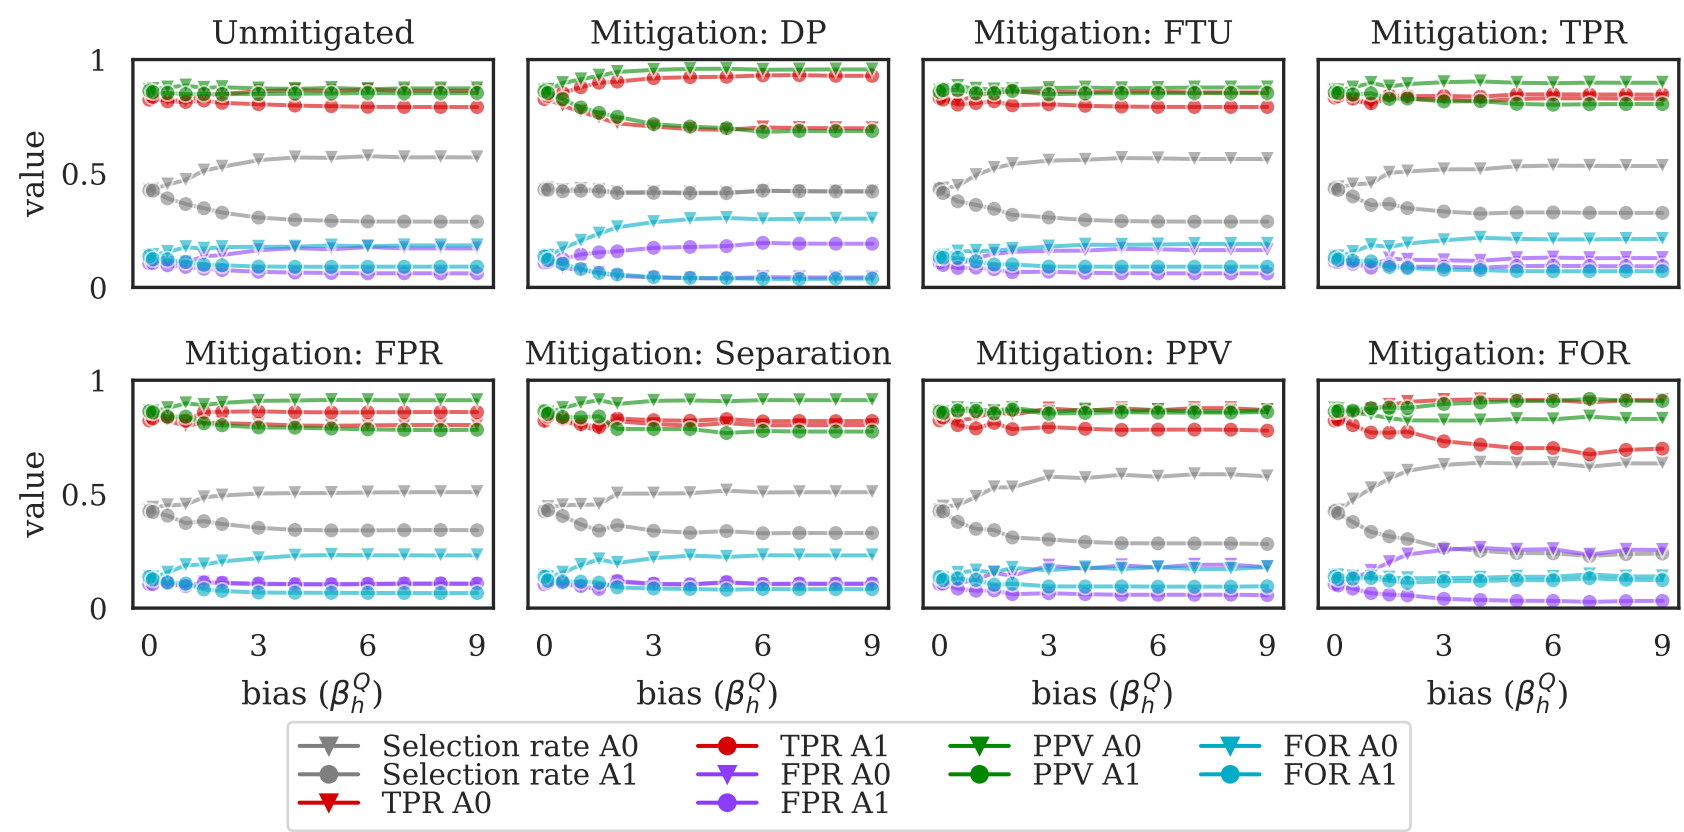 Unmitigated
Mitigation: DP
Mitigation: FTU
Mitigation: TPR
value
1
0.5
0
Mitigation: FPR
Mitigation: Separation
Mitigation: PPV
Mitigation: FOR
value
1
0.5
0
0 3 6 9
0 3 6 9
0 3 6 9
0 3 6 9
bias (β_h^Q)
bias (β_h^Q)
bias (β_h^Q)
bias (β_h^Q)
Selection rate A0
Selection rate A1
TPR A0
TPR A1
FPR A0
FPR A1
PPV A0
PPV A1
FOR A0
FOR A1